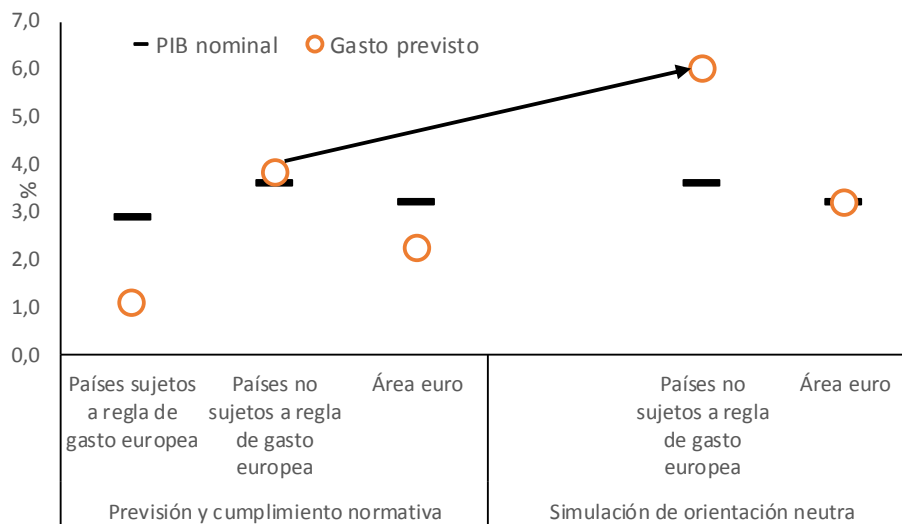 7,0
PIB nominal
Gasto previsto
6,0
5,0
4,0
%
3,0
2,0
1,0
0,0
Países sujetos
a regla de
gasto europea
Países no
sujetos a regla
de gasto
europea
Área euro
Países no
sujetos a regla
de gasto
europea
Área euro
Previsión y cumplimiento normativa
Simulación de orientación neutra